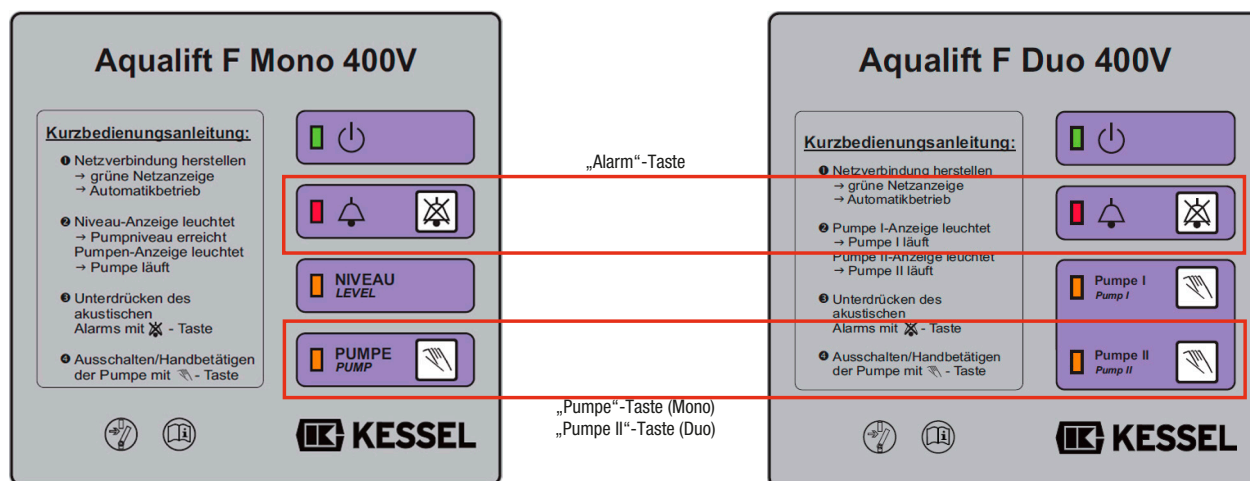 Aqualift F Mono 400V
Kurzbedienungsanleitung:
❶ Netzverbindung herstellen
→ grüne Netzanzeige
→ Automatikbetrieb
❷ Niveau-Anzeige leuchtet
→ Pumpniveau erreicht
Pumpen-Anzeige leuchtet
→ Pumpe läuft
❸ Unterdrücken des
akustischen
Alarms mit - Taste
❹ Ausschalten/Handbetätigen
der Pumpe mit - Taste
NIVEAU
LEVEL
PUMPE
PUMP
KESSEL
„Alarm“-Taste
„Pumpe“-Taste (Mono)
„Pumpe II“-Taste (Duo)
Aqualift F Duo 400V
Kurzbedienungsanleitung:
❶ Netzverbindung herstellen
→ grüne Netzanzeige
→ Automatikbetrieb
❷ Pumpe I-Anzeige leuchtet
→ Pumpe I läuft
Pumpe II-Anzeige leuchtet
→ Pumpe II läuft
❸ Unterdrücken des
akustischen
Alarms mit - Taste
❹ Ausschalten/Handbetätigen
der Pumpe mit - Taste
Pumpe I
Pump I
Pumpe II
Pump II
KESSEL